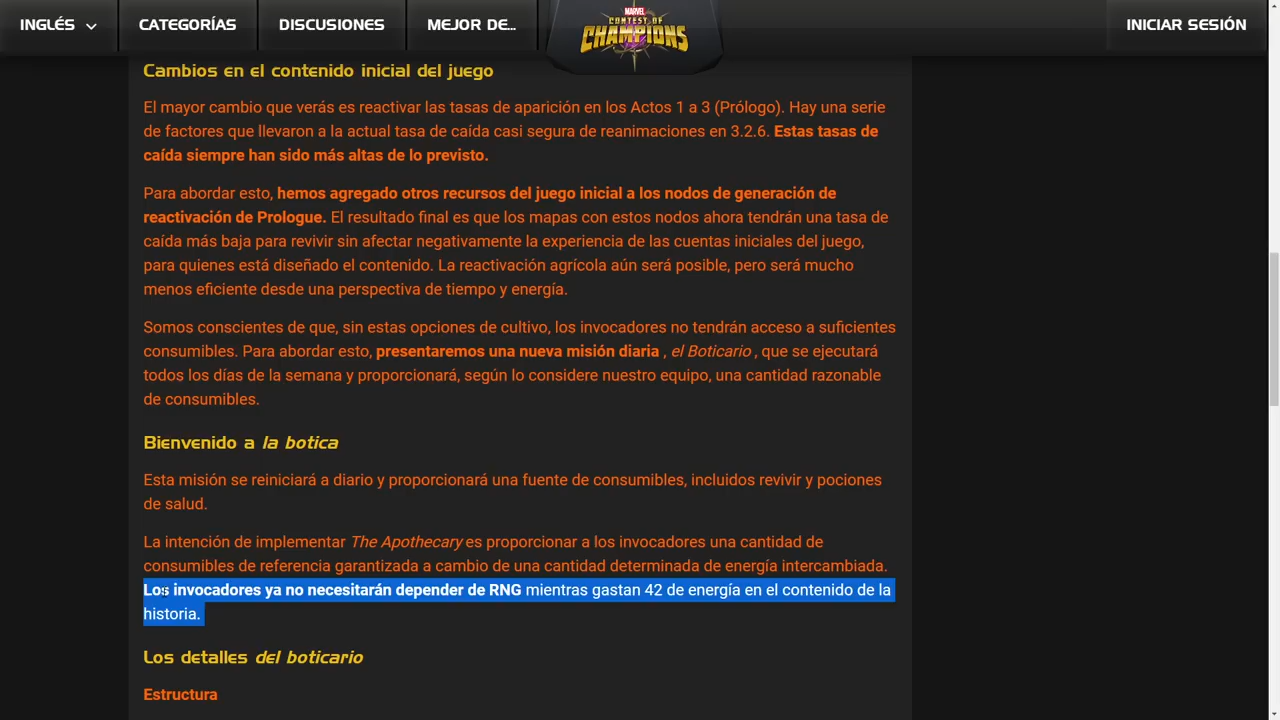 INGLÉS
CATEGORÍAS
DISCUSIONES
MEJOR DE...
MARVEL
CONTEST OF
CHAMPIONS
INICIAR SESIÓN
Cambios en el contenido inicial del juego
El mayor cambio que verás es reactivar las tasas de aparición en los Actos 1 a 3 (Prólogo). Hay una serie
de factores que llevaron a la actual tasa de caída casi segura de reanimaciones en 3.2.6. Estas tasas de
caída siempre han sido más altas de lo previsto.
Para abordar esto, hemos agregado otros recursos del juego inicial a los nodos de generación de
reactivación de Prologue. El resultado final es que los mapas con estos nodos ahora tendrán una tasa de
caída más baja para revivir sin afectar negativamente la experiencia de las cuentas iniciales del juego,
para quienes está diseñado el contenido. La reactivación agrícola aún será posible, pero será mucho
menos eficiente desde una perspectiva de tiempo y energía.
Somos conscientes de que, sin estas opciones de cultivo, los invocadores no tendrán acceso a suficientes
consumibles. Para abordar esto, presentaremos una nueva misión diaria , el Boticario , que se ejecutará
todos los días de la semana y proporcionará, según lo considere nuestro equipo, una cantidad razonable
de consumibles.
Bienvenido a la botica
Esta misión se reiniciará a diario y proporcionará una fuente de consumibles, incluidos revivir y pociones
de salud.
La intención de implementar The Apothecary es proporcionar a los invocadores una cantidad de
consumibles de referencia garantizada a cambio de una cantidad determinada de energía intercambiada.
Los invocadores ya no necesitarán depender de RNG mientras gastan 42 de energía en el contenido de la
historia.
Los detalles del boticario
Estructura